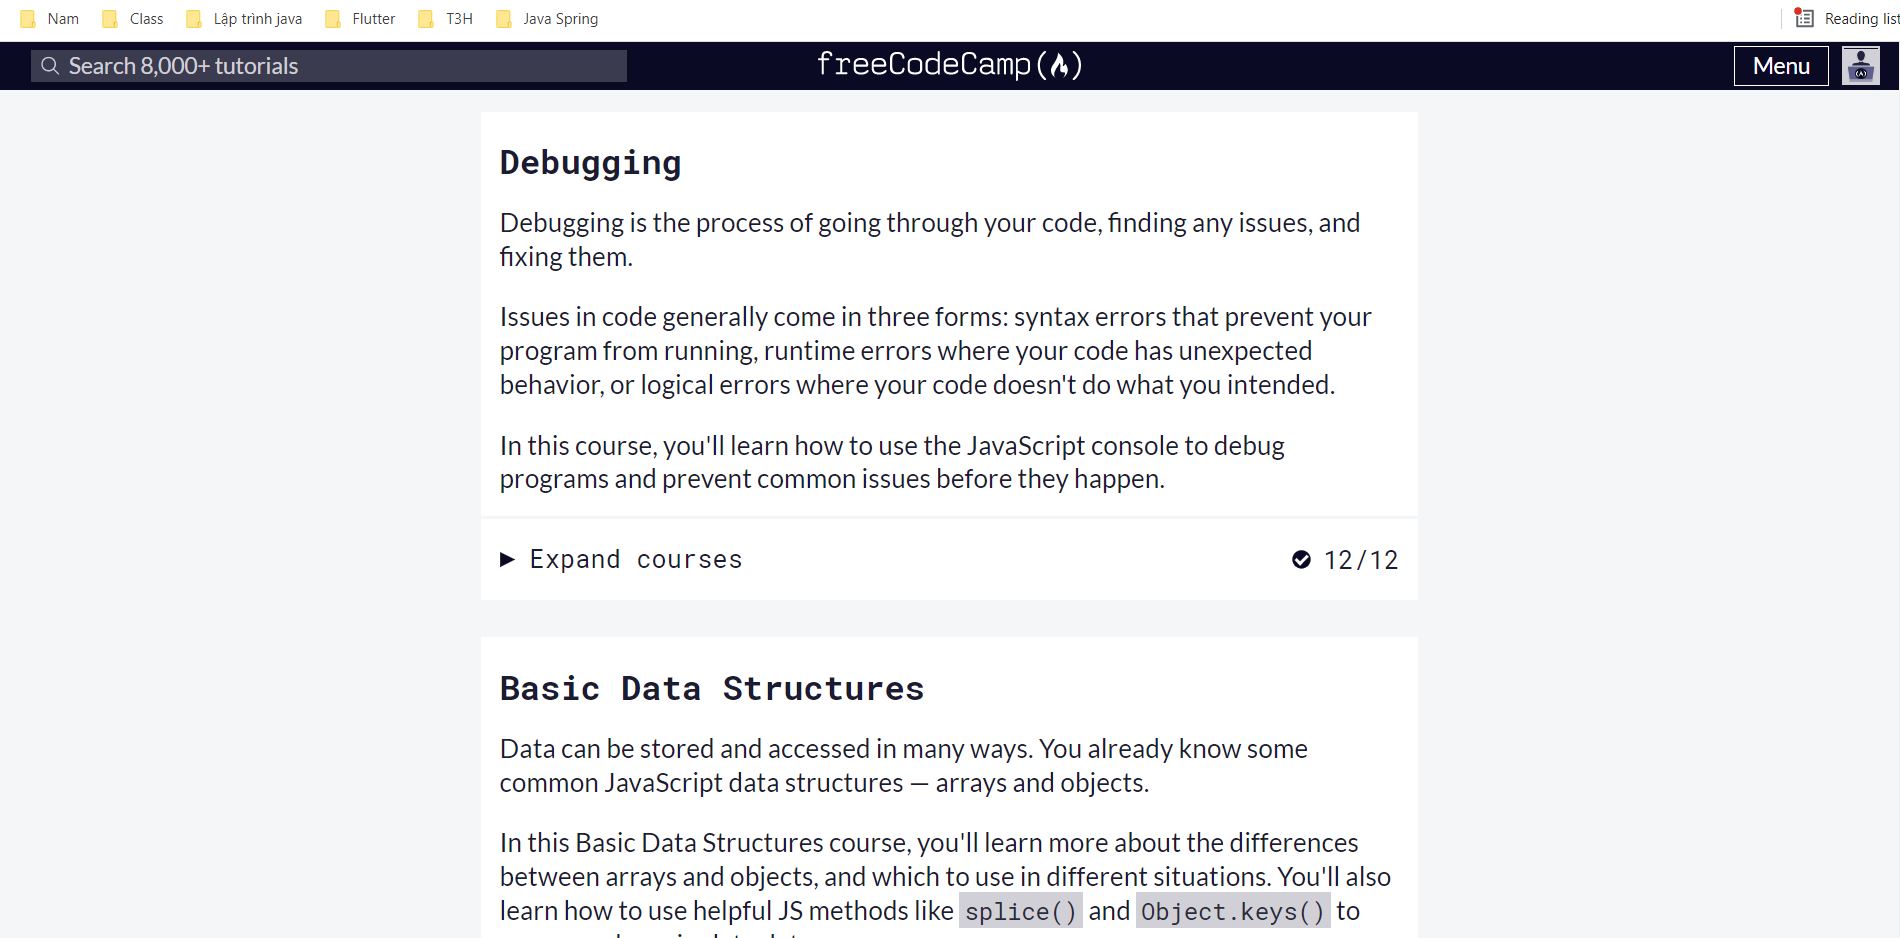 Nam Class Lập trình java Flutter T3H Java Spring Reading list
Search 8,000+ tutorials freeCodeCamp(🔥) Menu
Debugging
Debugging is the process of going through your code, finding any issues, and
fixing them.
Issues in code generally come in three forms: syntax errors that prevent your
program from running, runtime errors where your code has unexpected
behavior, or logical errors where your code doesn't do what you intended.
In this course, you'll learn how to use the JavaScript console to debug
programs and prevent common issues before they happen.
Expand courses 12/12
Basic Data Structures
Data can be stored and accessed in many ways. You already know some
common JavaScript data structures — arrays and objects.
In this Basic Data Structures course, you'll learn more about the differences
between arrays and objects, and which to use in different situations. You'll also
learn how to use helpful JS methods like splice() and Object.keys() to